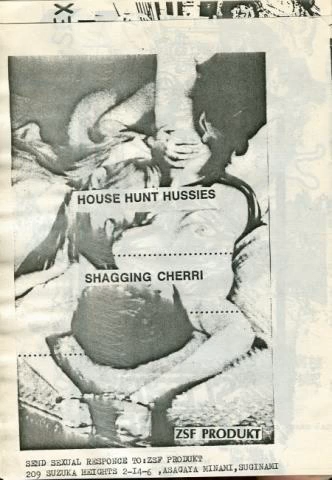 EX
HOUSE HUNT HUSSIES
SHAGGING CHERRI
ZSF PRODUKT
SEND SEXUAL RESPONCE TO:ZSF PRODUKT
209 SUZUKA HEIGHTS 2-14-6 ,ASAGAYA MINAMI,SUGINAMI